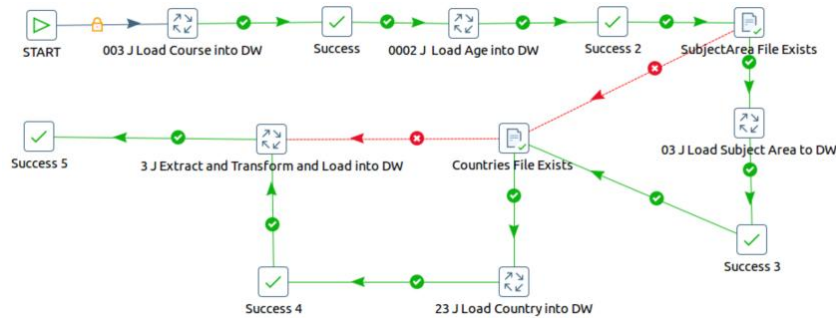 START
003 J Load Course into DW
Success
0002 J Load Age into DW
Success 2
SubjectArea File Exists
Success 5
3 J Extract and Transform and Load into DW
Countries File Exists
03 J Load Subject Area to DW
Success 3
Success 4
23 J Load Country into DW